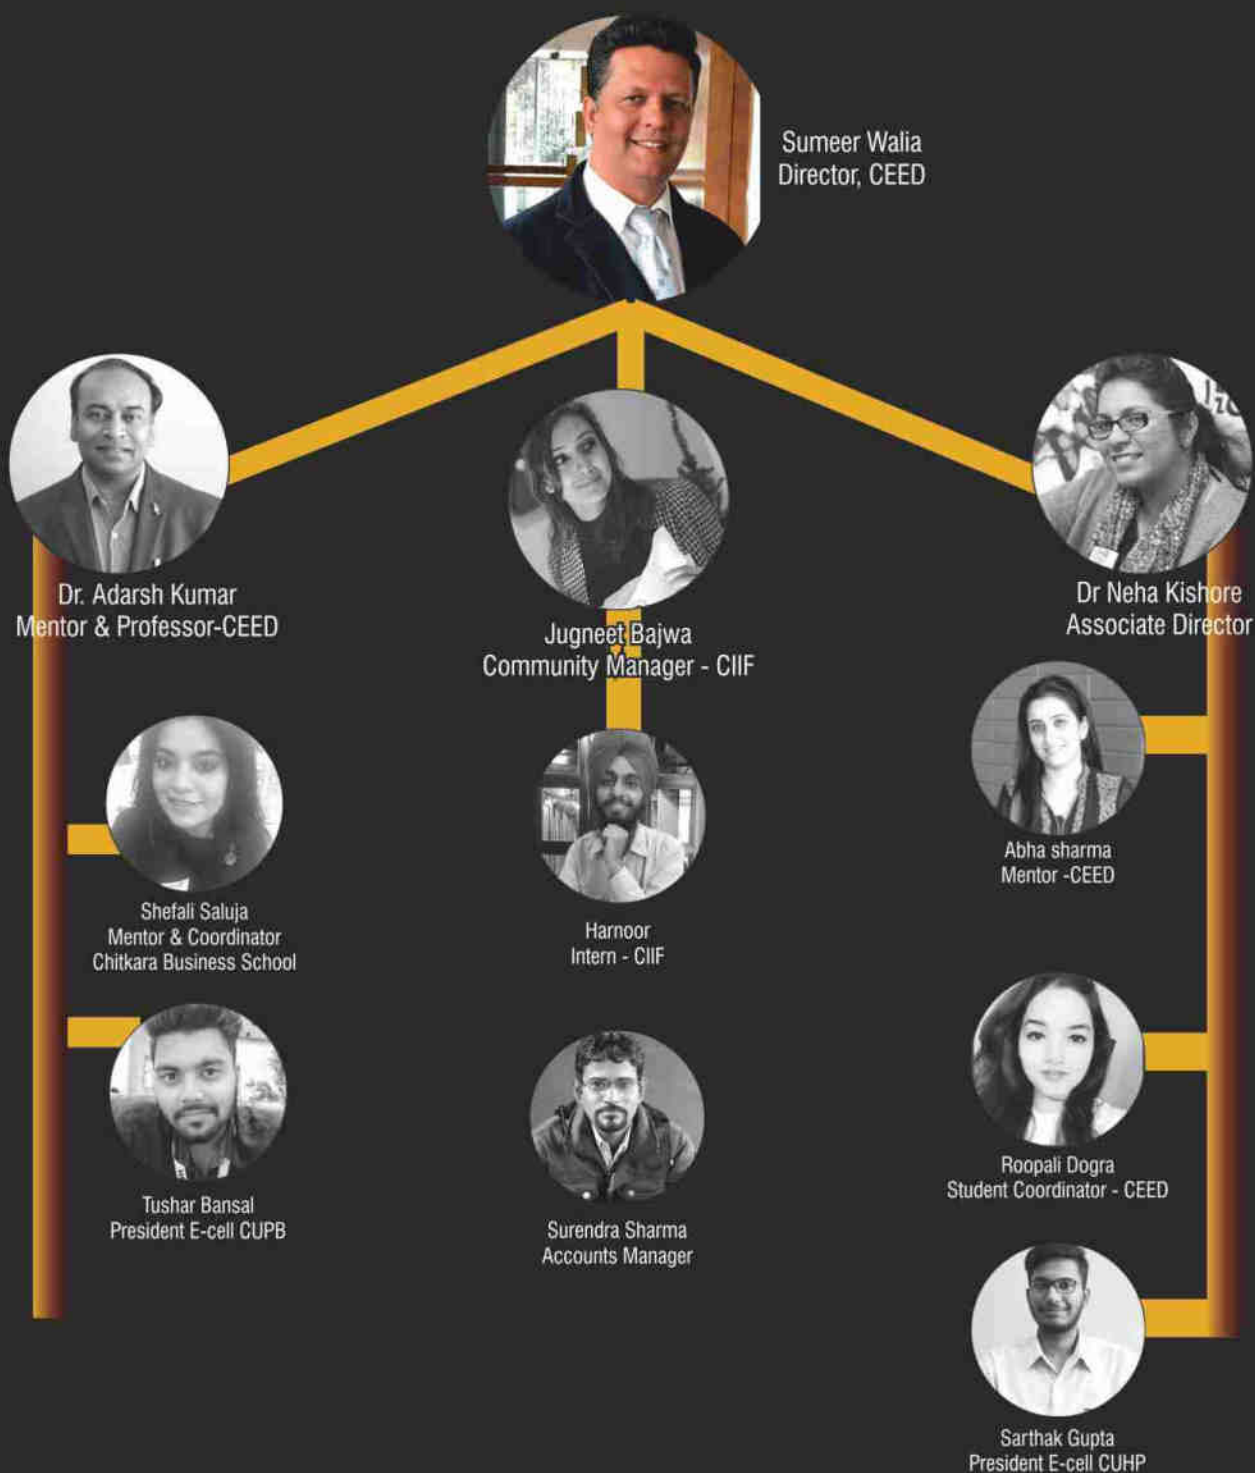 Sumeer Walia
Director, CEED
Dr. Adarsh Kumar
Mentor & Professor-CEED
Jugneet Bajwa
Community Manager - CIIF
Dr Neha Kishore
Associate Director
Shefali Saluja
Mentor & Coordinator
Chitkara Business School
Harnoor
Intern - CIIF
Abha sharma
Mentor -CEED
Tushar Bansal
President E-cell CUPB
Surendra Sharma
Accounts Manager
Roopali Dogra
Student Coordinator - CEED
Sarthak Gupta
President E-cell CUHP